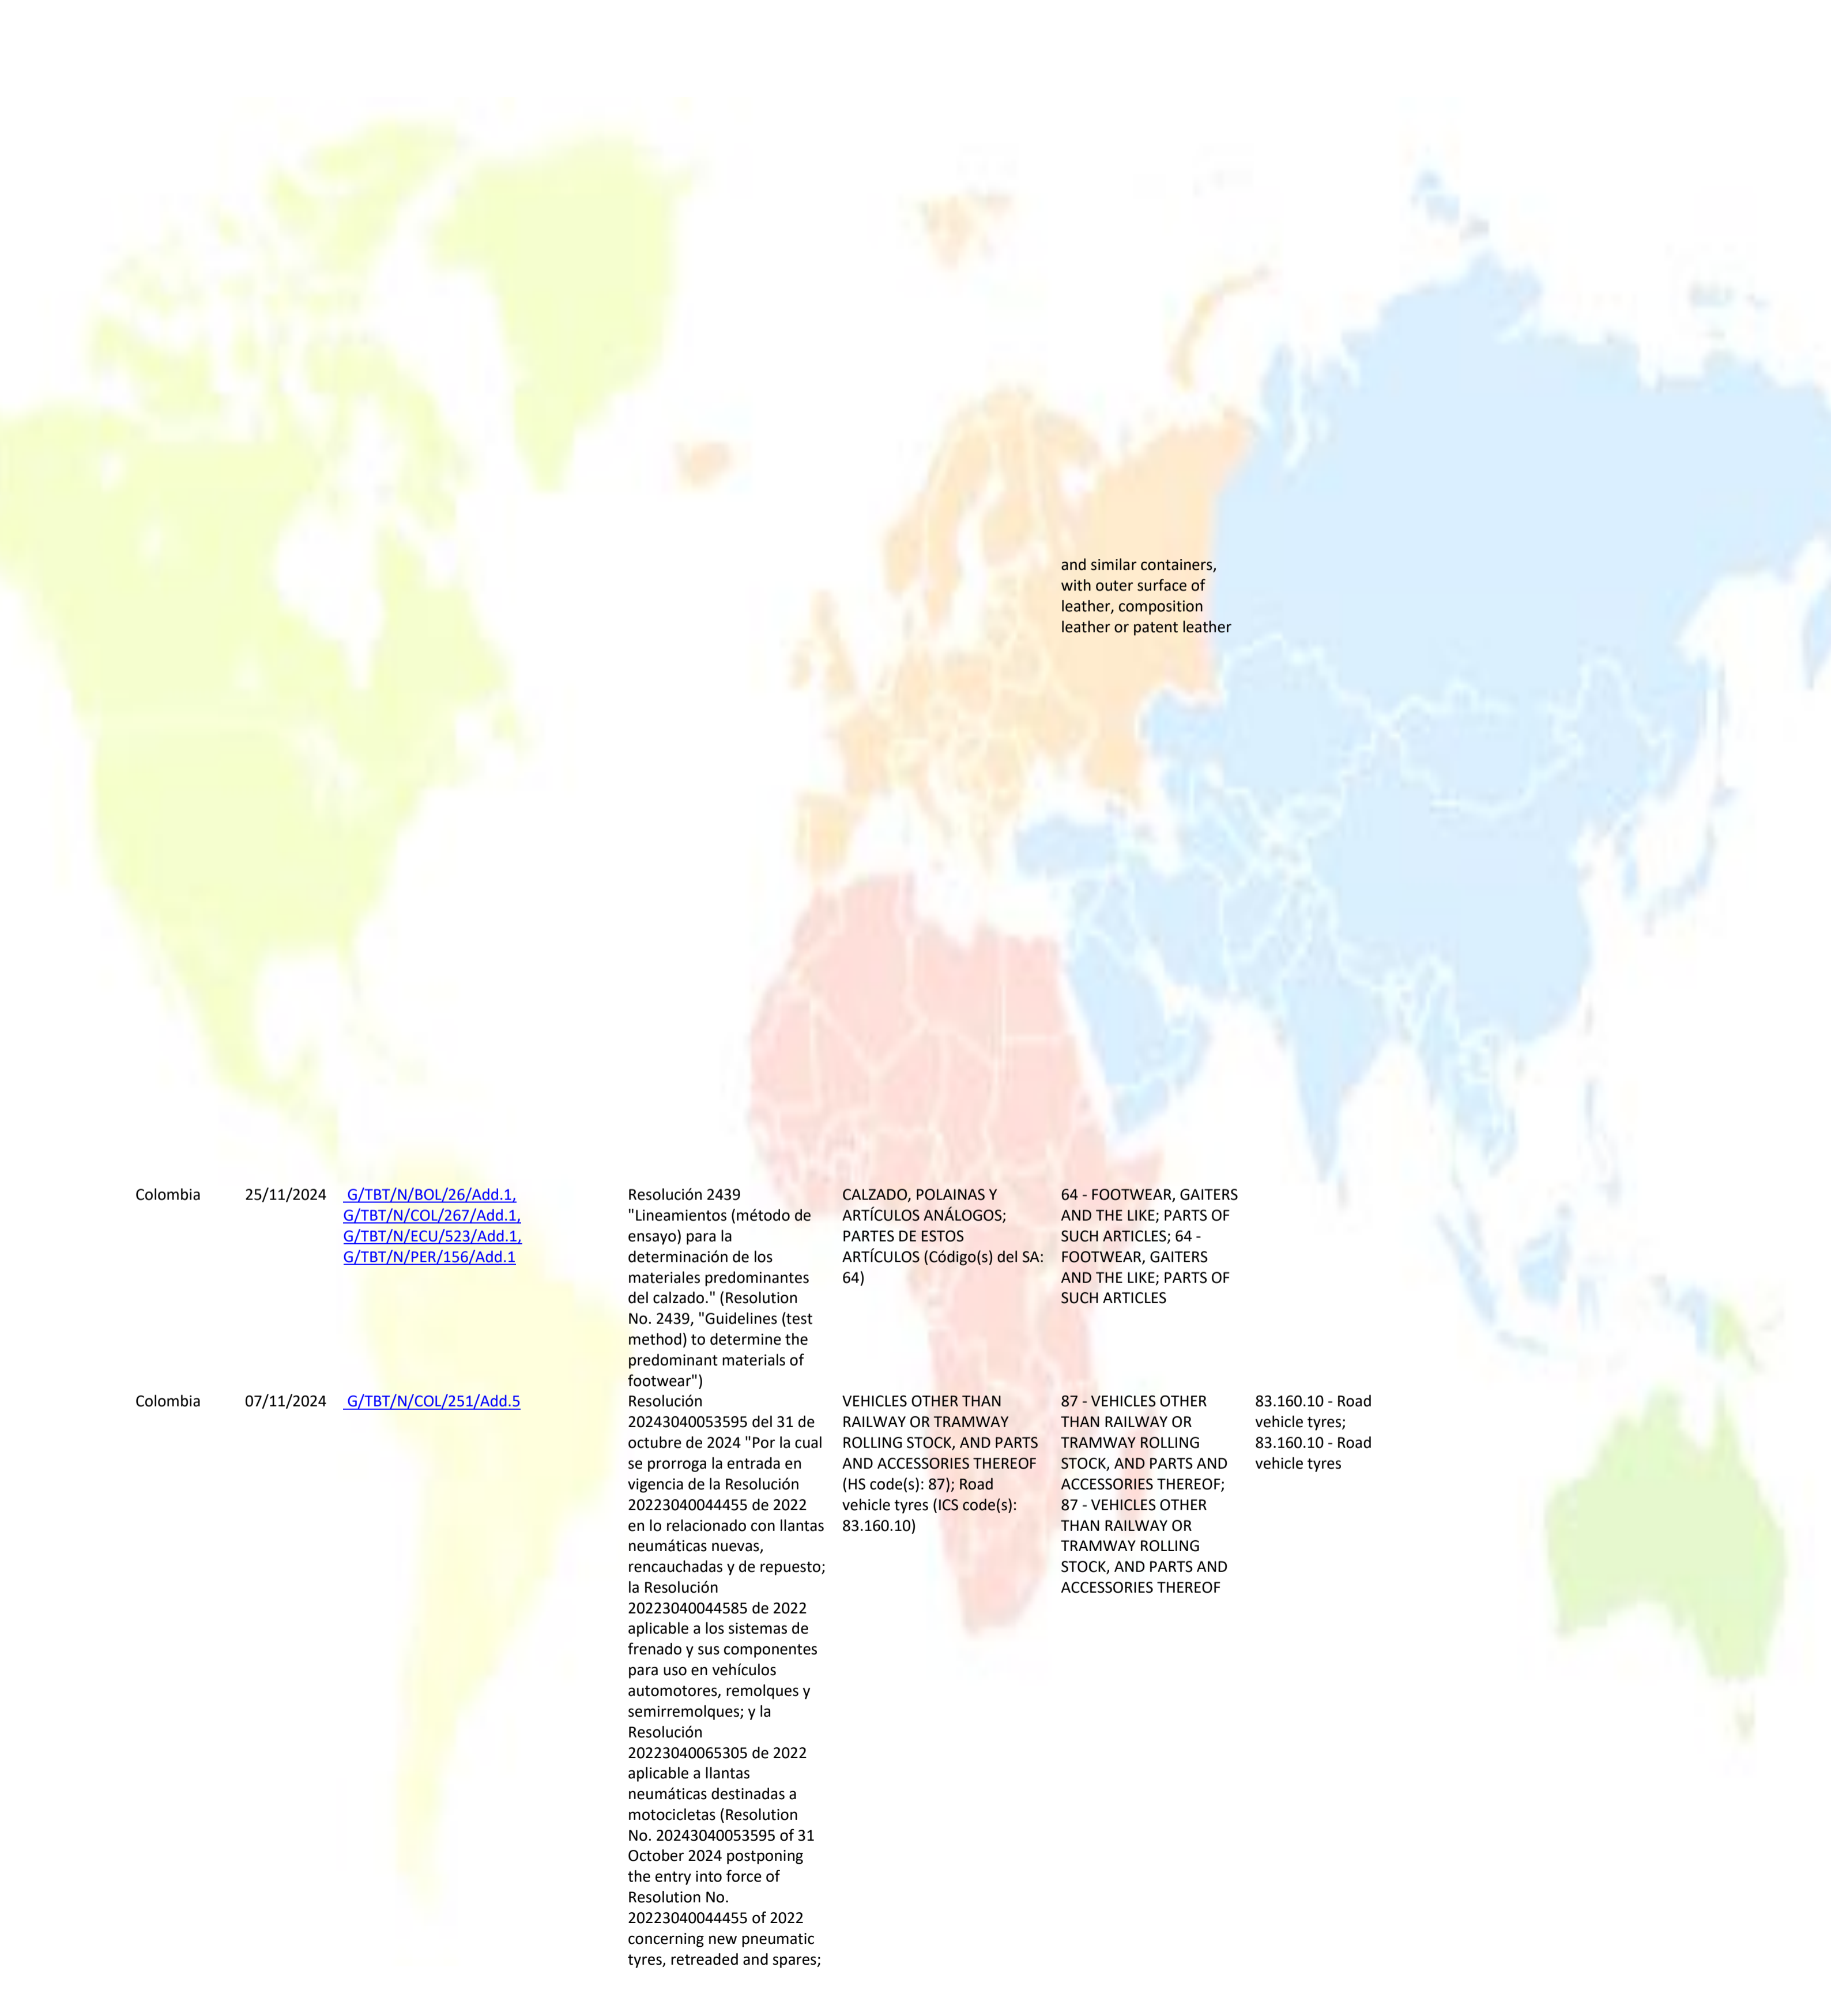 and similar containers,
with outer surface of
leather, composition
leather or patent leather
Colombia
25/11/2024
G/TBT/N/BOL/26/Add.1,
G/TBT/N/COL/267/Add.1,
G/TBT/N/ECU/523/Add.1,
G/TBT/N/PER/156/Add.1
Resolución 2439
"Lineamientos (método de
ensayo) para la
determinación de los
materiales predominantes
del calzado." (Resolution
No. 2439, "Guidelines (test
method) to determine the
predominant materials of
footwear")
CALZADO, POLAINAS Y
ARTÍCULOS ANÁLOGOS;
PARTES DE ESTOS
ARTÍCULOS (Código(s) del SA:
64)
64 - FOOTWEAR, GAITERS
AND THE LIKE; PARTS OF
SUCH ARTICLES; 64 -
FOOTWEAR, GAITERS
AND THE LIKE; PARTS OF
SUCH ARTICLES
Colombia
07/11/2024
G/TBT/N/COL/251/Add.5
Resolución
20243040053595 del 31 de
octubre de 2024 "Por la cual
se prorroga la entrada en
vigencia de la Resolución
20223040044455 de 2022
en lo relacionado con llantas
neumáticas nuevas,
rencauchadas y de repuesto;
la Resolución
20223040044585 de 2022
aplicable a los sistemas de
frenado y sus componentes
para uso en vehículos
automotores, remolques y
semirremolques; y la
Resolución
20223040065305 de 2022
aplicable a llantas
neumáticas destinadas a
motocicletas (Resolution
No. 20243040053595 of 31
October 2024 postponing
the entry into force of
Resolution No.
20223040044455 of 2022
concerning new pneumatic
tyres, retreaded and spares;
VEHICLES OTHER THAN
RAILWAY OR TRAMWAY
ROLLING STOCK, AND PARTS
AND ACCESSORIES THEREOF
(HS code(s): 87); Road
vehicle tyres (ICS code(s):
83.160.10)
87 - VEHICLES OTHER
THAN RAILWAY OR
TRAMWAY ROLLING
STOCK, AND PARTS AND
ACCESSORIES THEREOF;
87 - VEHICLES OTHER
THAN RAILWAY OR
TRAMWAY ROLLING
STOCK, AND PARTS AND
ACCESSORIES THEREOF
83.160.10 - Road
vehicle tyres;
83.160.10 - Road
vehicle tyres